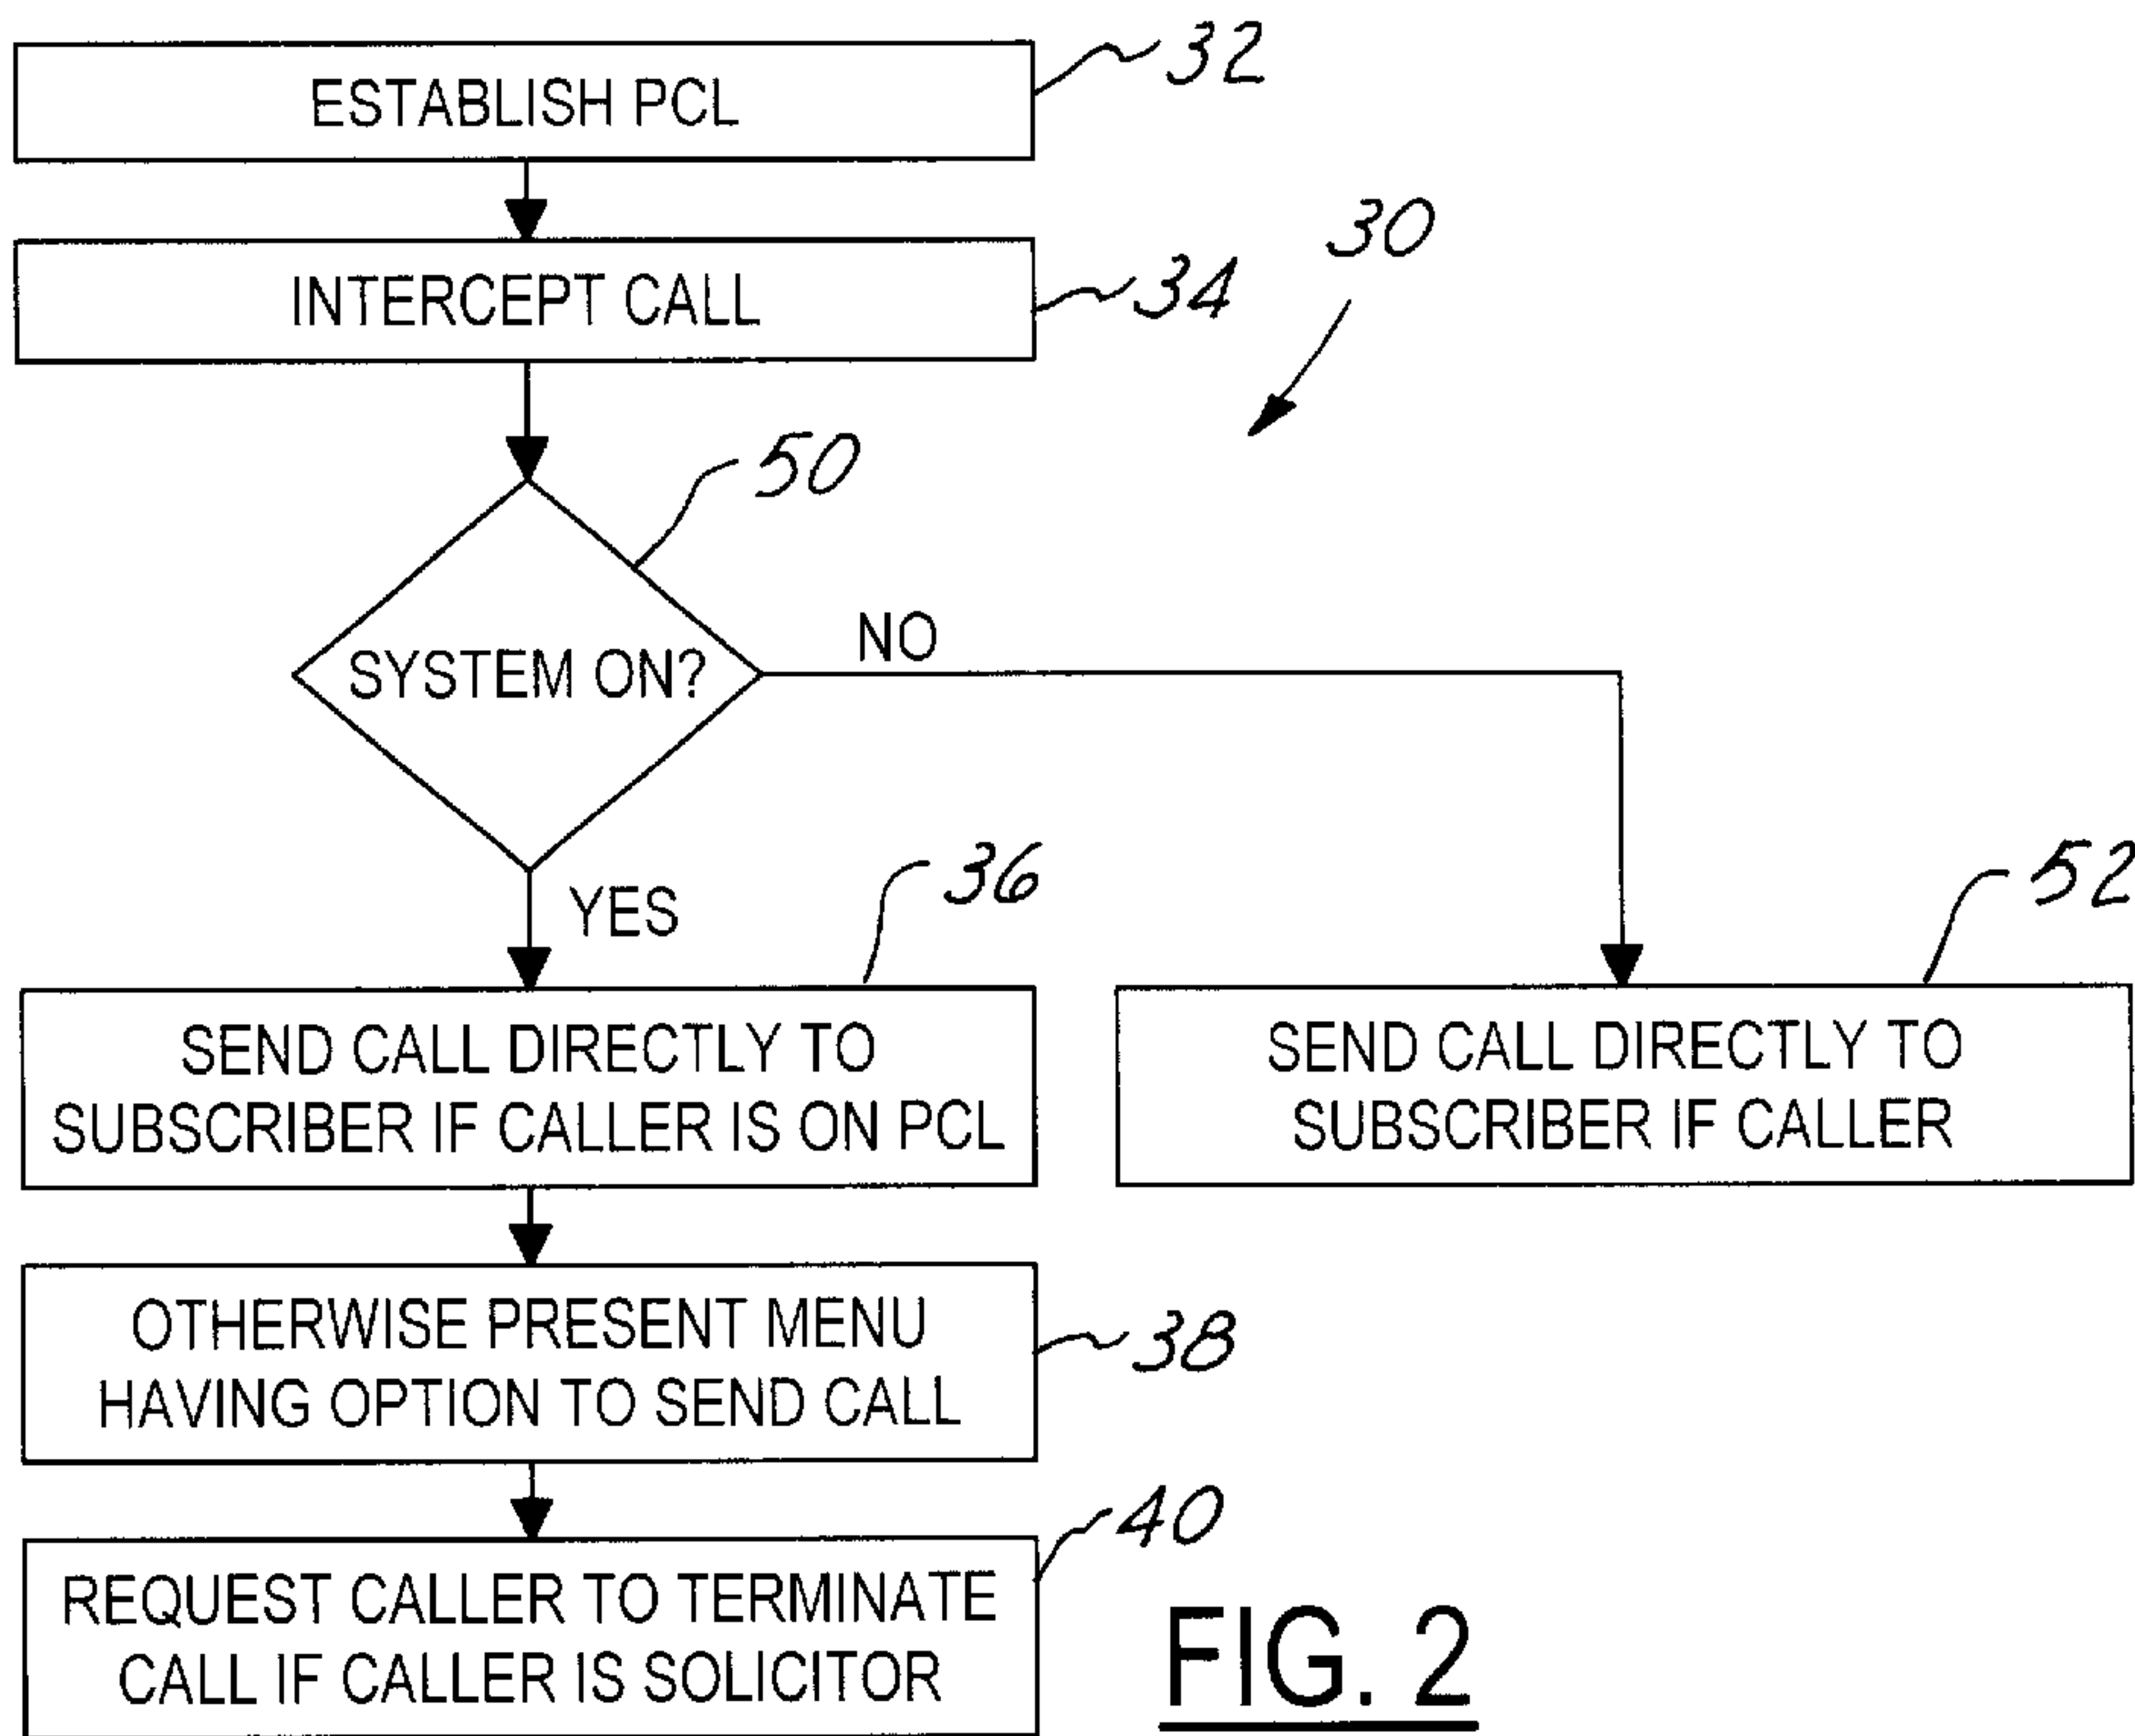 ESTABLISH PCL
32
INTERCEPT CALL
34
30
50
SYSTEM ON?
NO
YES
36
52
SEND CALL DIRECTLY TO
SUBSCRIBER IF CALLER IS ON PCL
SEND CALL DIRECTLY TO
SUBSCRIBER IF CALLER
OTHERWISE PRESENT MENU
HAVING OPTION TO SEND CALL
38
REQUEST CALLER TO TERMINATE
CALL IF CALLER IS SOLICITOR
40
FIG. 2